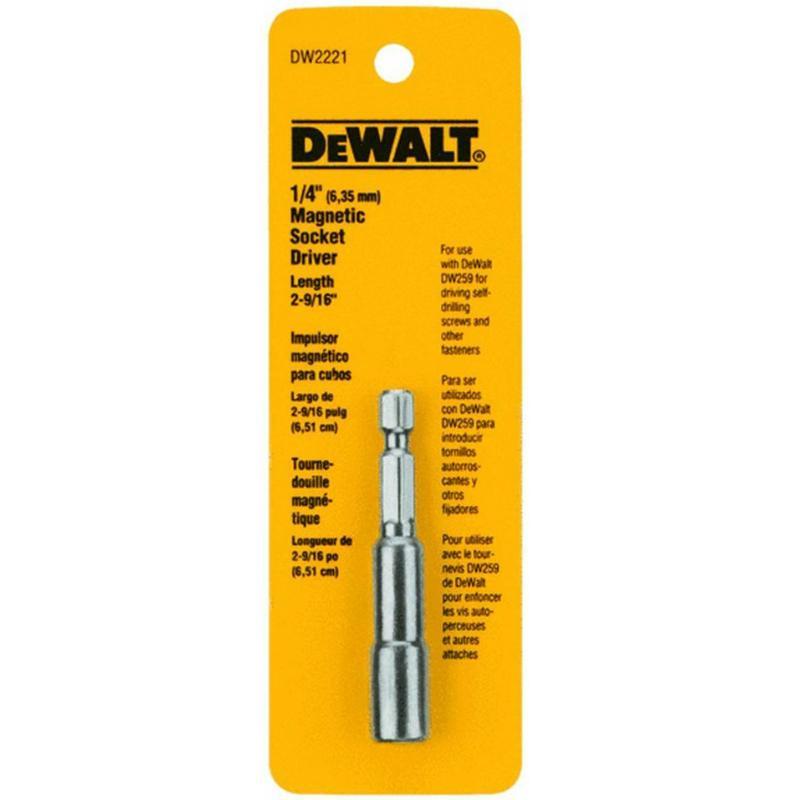 DW2221
DEWALT®
1/4" (6,35 mm)
Magnetic
Socket
Driver
Length
2-9/16"
Impulsor
magnético
para cubos
Largo de
2-9/16 pulg
(6,51 cm)
Tourne-
douille
magné-
tique
Longueur de
2-9/16 po
(6,51 cm)
For use
with DeWalt
DW259 for
driving self-
drilling
screws and
other
fasteners
Para ser
utilizados
con DeWalt
DW259 para
introducir
tornillos
autorros-
cantes y
otros
fijadores
Pour utiliser
avec le tour-
nevis DW259
de DeWalt
pour enfoncer
les vis auto-
perceuses
et autres
attaches